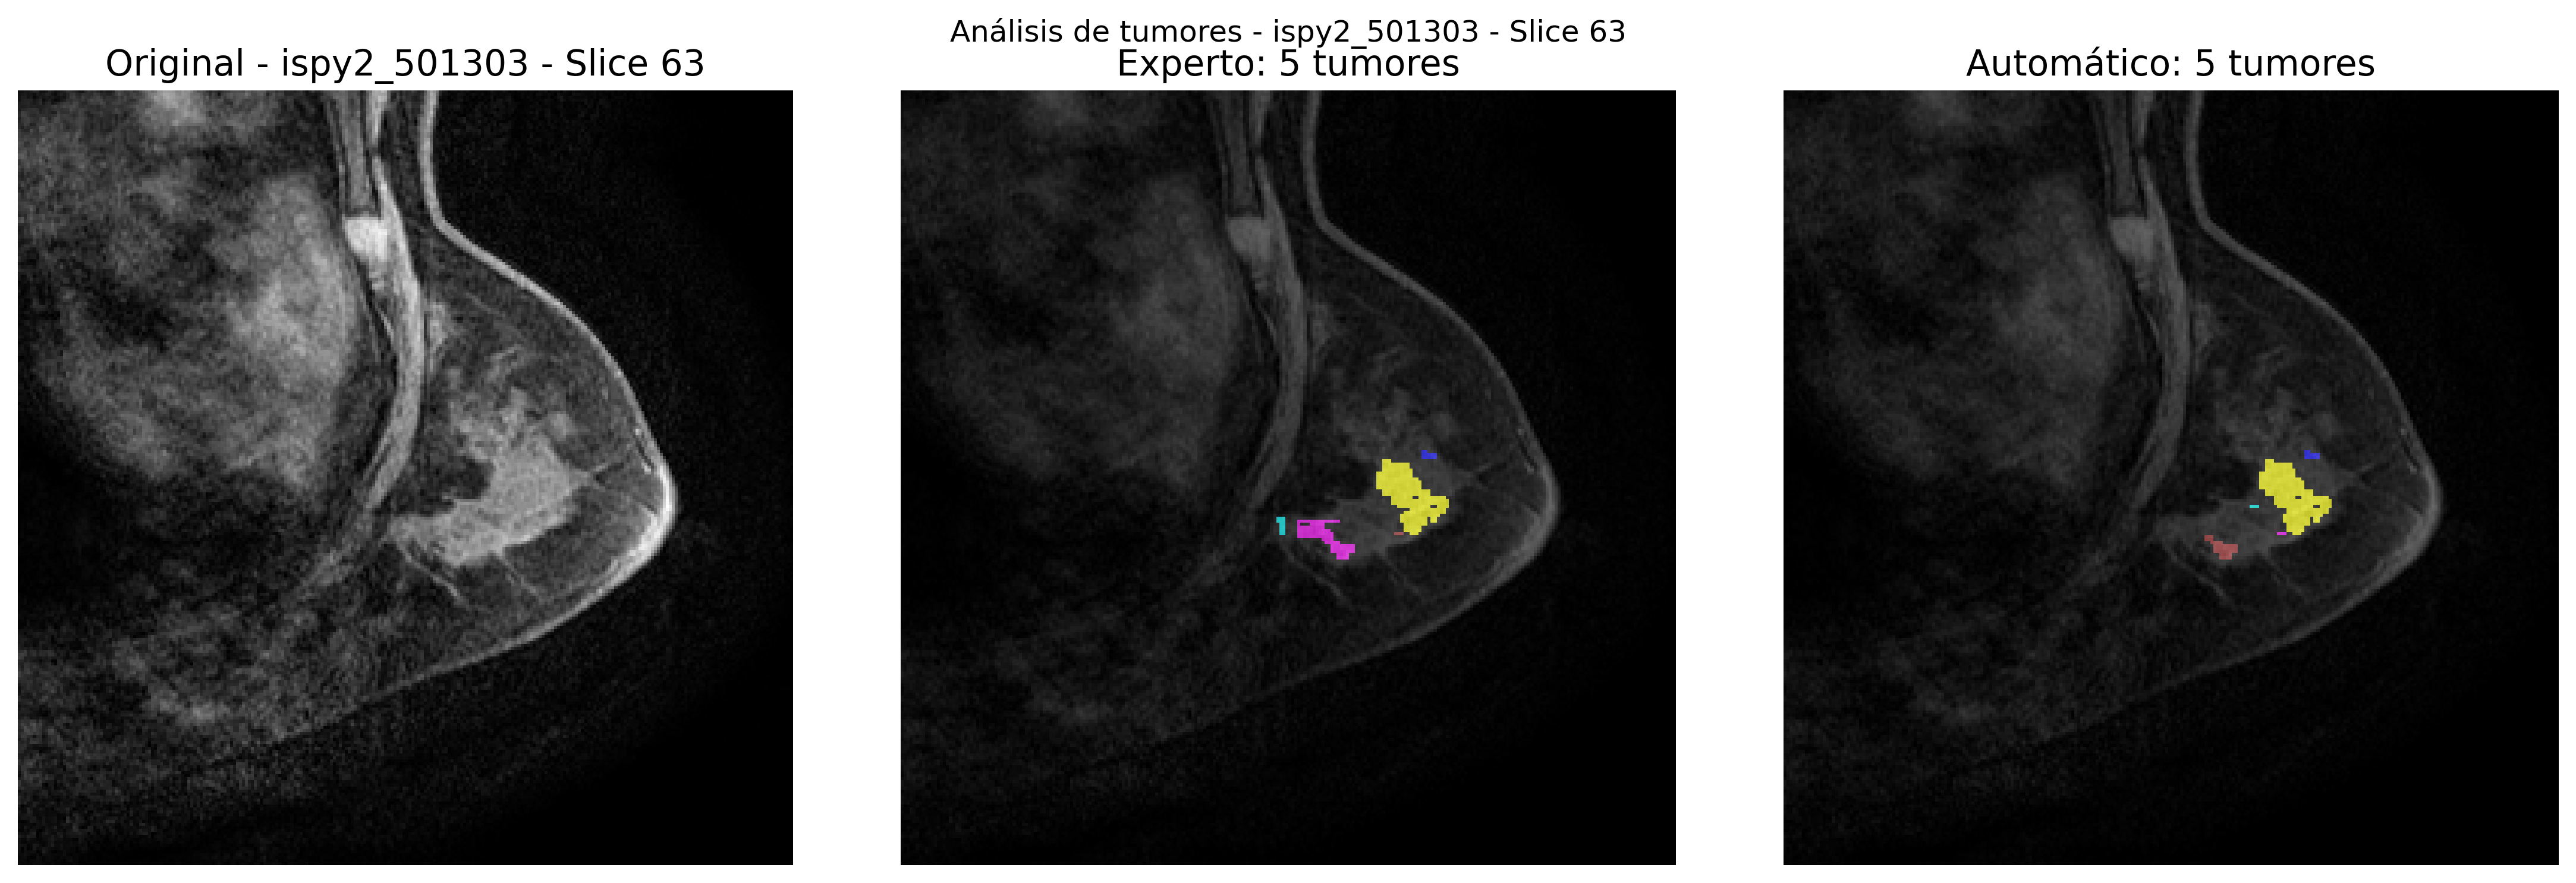 Análisis de tumores - ispy2_501303 - Slice 63
Original - ispy2_501303 - Slice 63
Experto: 5 tumores
Automático: 5 tumores